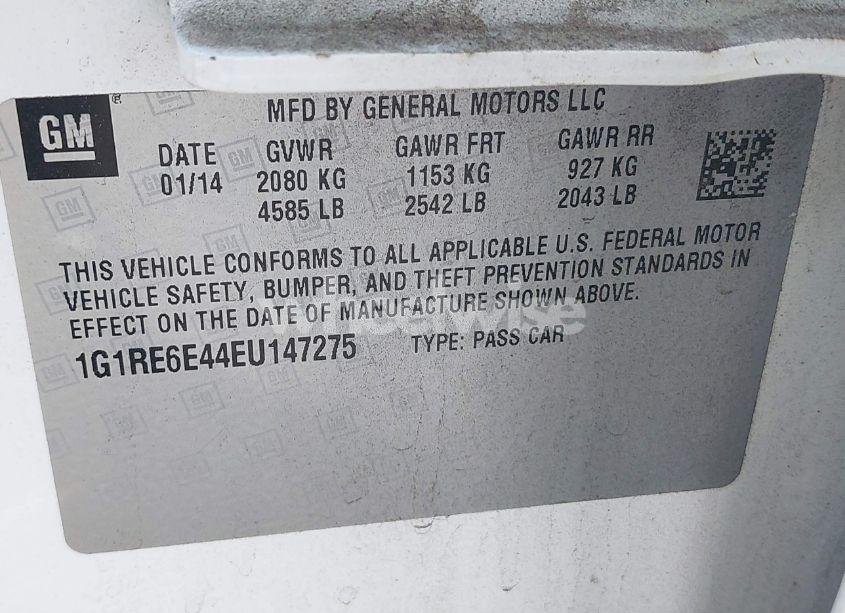 GM
MFD BY GENERAL MOTORS LLC
DATE GVWR GAWR FRT GAWR RR
01/14 2080 KG 1153 KG 927 KG
4585 LB 2542 LB 2043 LB
THIS VEHICLE CONFORMS TO ALL APPLICABLE U.S. FEDERAL MOTOR
VEHICLE SAFETY, BUMPER, AND THEFT PREVENTION STANDARDS IN
EFFECT ON THE DATE OF MANUFACTURE SHOWN ABOVE.
1G1RE6E44EU147275 TYPE: PASS CAR